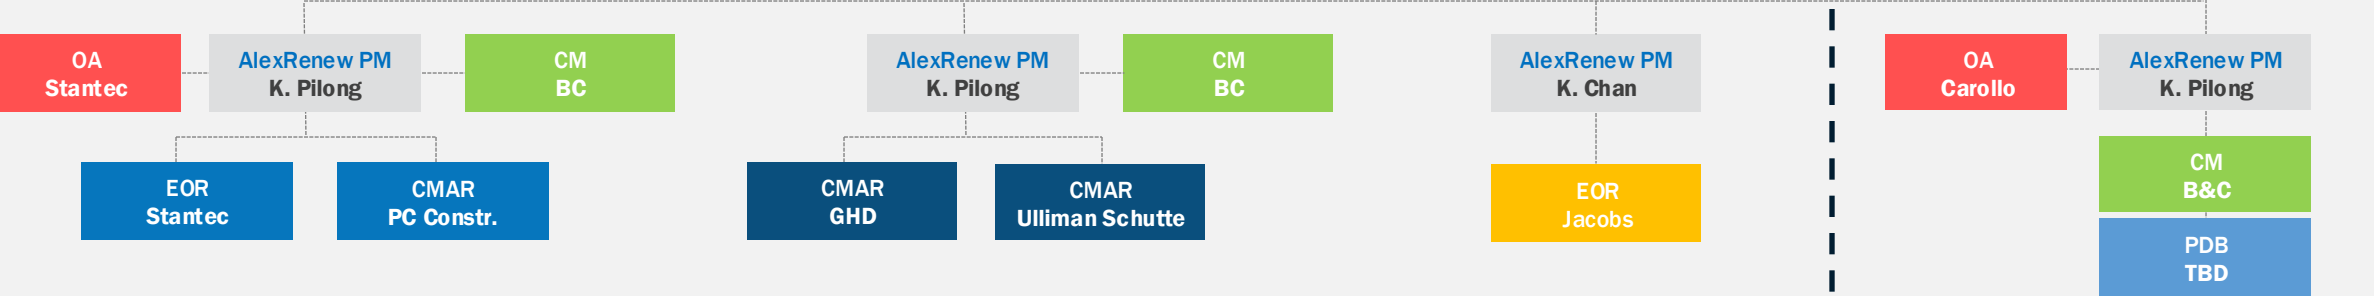 OA
Stantec
AlexRenew PM
K. Pilong
CM
BC
AlexRenew PM
K. Pilong
CM
BC
AlexRenew PM
K. Chan
OA
Carollo
AlexRenew PM
K. Pilong
EOR
Stantec
CMAR
PC Constr.
CMAR
GHD
CMAR
Ulliman Schutte
EOR
Jacobs
CM
B&C
PDB
TBD